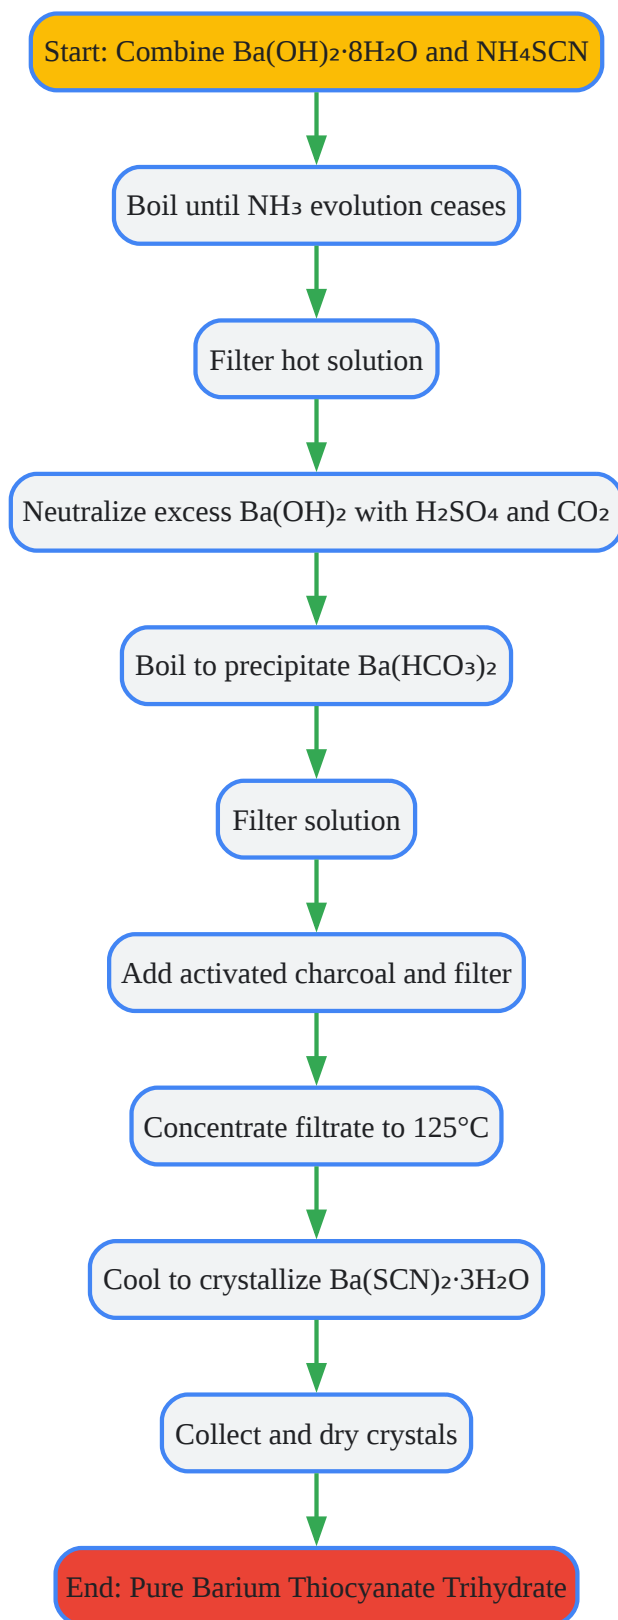 Start: Combine Ba(OH)₂·8H₂O and NH₄SCN
Boil until NH₃ evolution ceases
Filter hot solution
Neutralize excess Ba(OH)₂ with H₂SO₄ and CO₂
Boil to precipitate Ba(HCO₃)₂
Filter solution
Add activated charcoal and filter
Concentrate filtrate to 125°C
Cool to crystallize Ba(SCN)₂·3H₂O
Collect and dry crystals
End: Pure Barium Thiocyanate Trihydrate